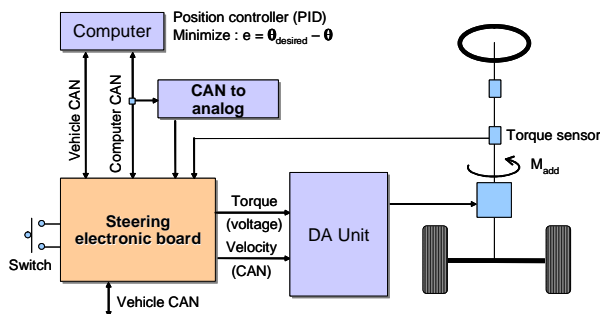 Computer
Position controller (PID)
Minimize : e = θdesired – θ
Vehicle CAN
Computer CAN
CAN to
analog
Torque sensor
Madd
Steering
electronic board
Torque
(voltage)
Velocity
(CAN)
DA Unit
Switch
Vehicle CAN